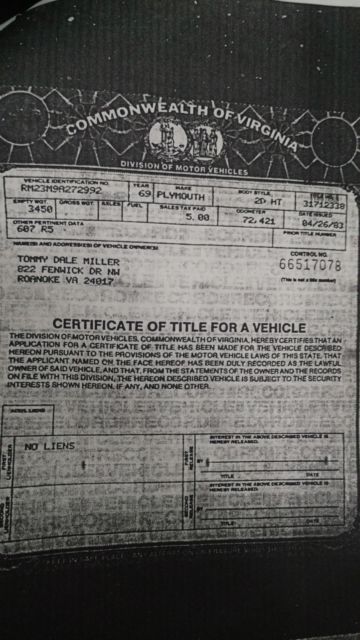 COMMONWEALTH OF VIRGINIA
DIVISION OF MOTOR VEHICLES
VEHICLE IDENTIFICATION NO. YEAR MAKE BODY STYLE
RM23M9A272992 69 PLYMOUTH 2D HT 31712338
EMPTY WGT. GROSS WGT. AXLES FUEL SALES TAX PAID ODOMETER DATE ISSUED
3450 5.00 72,421 04/26/83
OTHER PERTINENT DATA PRIOR TITLE NUMBER
607 R5
NAME(S) AND ADDRESS(ES) OF VEHICLE OWNER(S) CONTROL NO.
TOMMY DALE MILLER 66517078
822 FENWICK DR NW (This is not a title number)
ROANOKE VA 24017
CERTIFICATE OF TITLE FOR A VEHICLE
THE DIVISION OF MOTOR VEHICLES, COMMONWEALTH OF VIRGINIA, HEREBY CERTIFIES THAT AN
APPLICATION FOR A CERTIFICATE OF TITLE HAS BEEN MADE FOR THE VEHICLE DESCRIBED
HEREON PURSUANT TO THE PROVISIONS OF THE MOTOR VEHICLE LAWS OF THIS STATE, THAT
THE APPLICANT NAMED ON THE FACE HEREOF HAS BEEN DULY RECORDED AS THE LAWFUL
OWNER OF SAID VEHICLE, AND THAT, FROM THE STATEMENTS OF THE OWNER AND THE RECORDS
ON FILE WITH THIS DIVISION, THE HEREON DESCRIBED VEHICLE IS SUBJECT TO THE SECURITY
INTERESTS SHOWN HEREON, IF ANY, AND NONE OTHER.
NO LIENS
FIRST LIENHOLDER
FIRST RELEASE
INTEREST IN THE ABOVE DESCRIBED VEHICLE IS
HEREBY RELEASED.
BY
TITLE DATE
INTEREST IN THE ABOVE DESCRIBED VEHICLE IS
HEREBY RELEASED.
BY
TITLE DATE